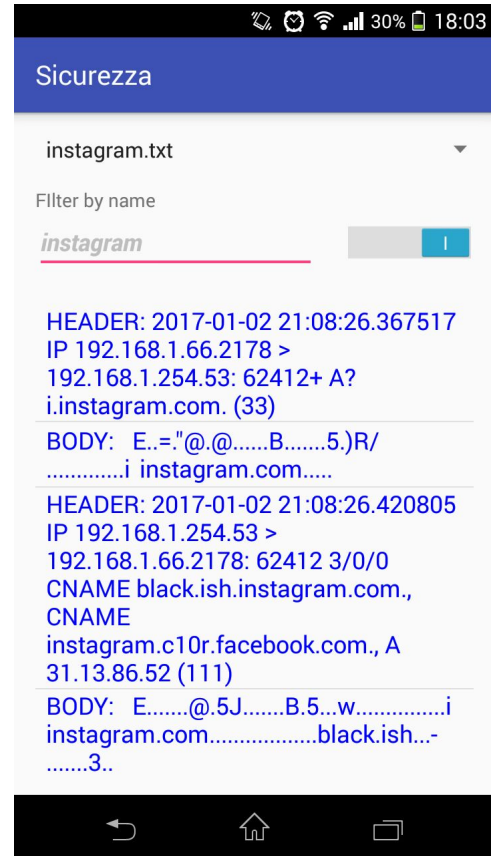 30% 18:03
Sicurezza
instagram.txt
FIlter by name
instagram
HEADER: 2017-01-02 21:08:26.367517
IP 192.168.1.66.2178 >
192.168.1.254.53: 62412+ A?
i.instagram.com. (33)
BODY:   E..=."@.@......B.......5.)R/
.............i instagram.com.....
HEADER: 2017-01-02 21:08:26.420805
IP 192.168.1.254.53 >
192.168.1.66.2178: 62412 3/0/0
CNAME black.ish.instagram.com.,
CNAME
instagram.c10r.facebook.com., A
31.13.86.52 (111)
BODY:   E.......@.5J.......B.5...w...............i
instagram.com..................black.ish...-
.......3..